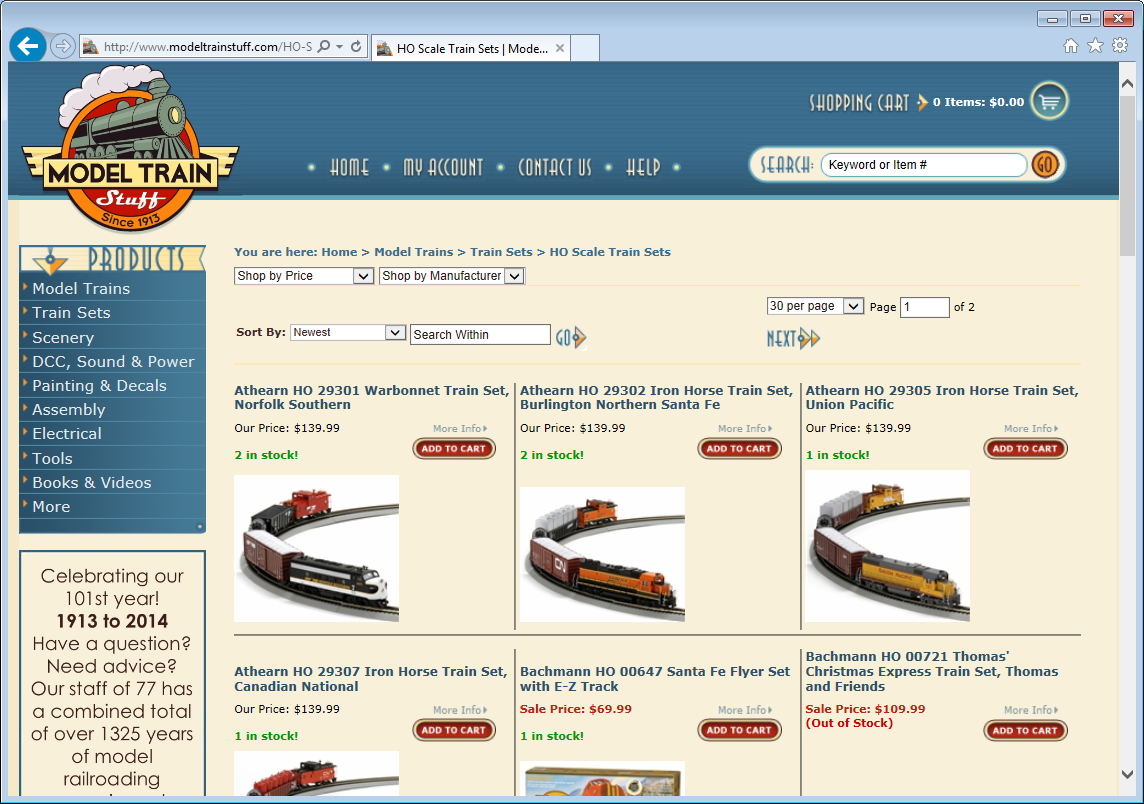 http://www.modeltrainstuff.com/HO-S
HO Scale Train Sets | Mode...
MODEL TRAIN
Stuff
Since 1913
SHOPPING CART
0 Items: $0.00
HOME
MY ACCOUNT
CONTACT US
HELP
SEARCH:
Keyword or Item #
GO
PRODUCTS
Model Trains
Train Sets
Scenery
DCC, Sound & Power
Painting & Decals
Assembly
Electrical
Tools
Books & Videos
More
Celebrating our
101st year!
1913 to 2014
Have a question?
Need advice?
Our staff of 77 has
a combined total
of over 1325 years
of model
railroading
You are here: Home > Model Trains > Train Sets > HO Scale Train Sets
Shop by Price
Shop by Manufacturer
30 per page
Page 1 of 2
Sort By: Newest
Search Within
GO
NEXT
Athearn HO 29301 Warbonnet Train Set,
Norfolk Southern
Our Price: $139.99
More Info
ADD TO CART
2 in stock!
Athearn HO 29302 Iron Horse Train Set,
Burlington Northern Santa Fe
Our Price: $139.99
More Info
ADD TO CART
2 in stock!
CN
Athearn HO 29305 Iron Horse Train Set,
Union Pacific
Our Price: $139.99
More Info
ADD TO CART
1 in stock!
Athearn HO 29307 Iron Horse Train Set,
Canadian National
Our Price: $139.99
More Info
ADD TO CART
1 in stock!
Bachmann HO 00647 Santa Fe Flyer Set
with E-Z Track
Sale Price: $69.99
More Info
ADD TO CART
1 in stock!
Bachmann HO 00721 Thomas'
Christmas Express Train Set, Thomas
and Friends
Sale Price: $109.99
(Out of Stock)
More Info
ADD TO CART